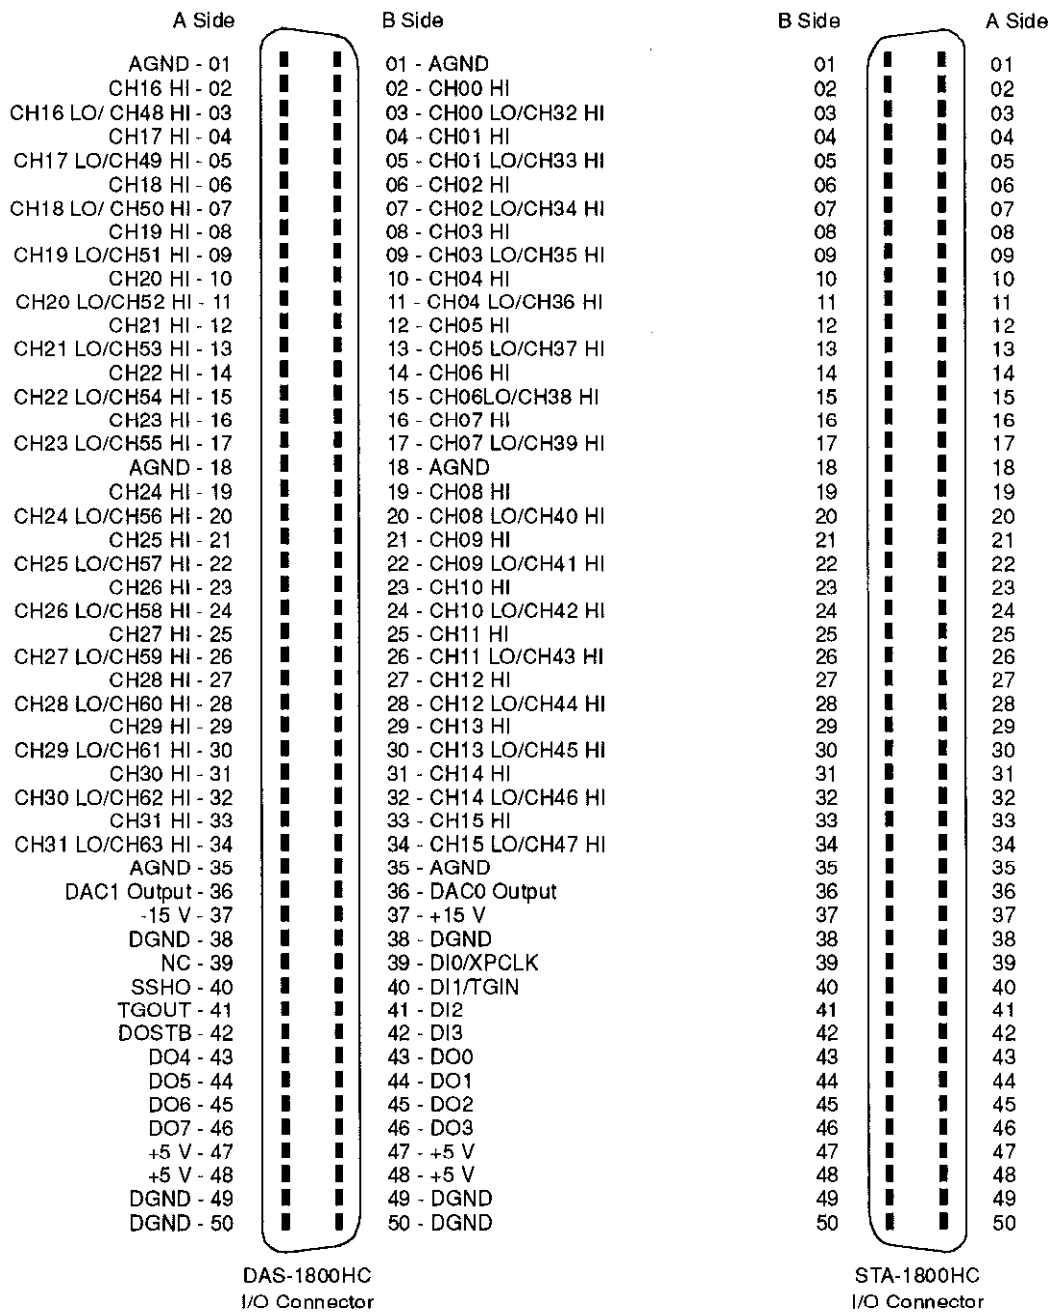 A Side B Side B Side A Side
AGND - 01 01 - AGND 01 01
CH16 HI - 02 02 - CH00 HI 02 02
CH16 LO/ CH48 HI - 03 03 - CH00 LO/CH32 HI 03 03
CH17 HI - 04 04 - CH01 HI 04 04
CH17 LO/CH49 HI - 05 05 - CH01 LO/CH33 HI 05 05
CH18 HI - 06 06 - CH02 HI 06 06
CH18 LO/ CH50 HI - 07 07 - CH02 LO/CH34 HI 07 07
CH19 HI - 08 08 - CH03 HI 08 08
CH19 LO/CH51 HI - 09 09 - CH03 LO/CH35 HI 09 09
CH20 HI - 10 10 - CH04 HI 10 10
CH20 LO/CH52 HI - 11 11 - CH04 LO/CH36 HI 11 11
CH21 HI - 12 12 - CH05 HI 12 12
CH21 LO/CH53 HI - 13 13 - CH05 LO/CH37 HI 13 13
CH22 HI - 14 14 - CH06 HI 14 14
CH22 LO/CH54 HI - 15 15 - CH06LO/CH38 HI 15 15
CH23 HI - 16 16 - CH07 HI 16 16
CH23 LO/CH55 HI - 17 17 - CH07 LO/CH39 HI 17 17
AGND - 18 18 - AGND 18 18
CH24 HI - 19 19 - CH08 HI 19 19
CH24 LO/CH56 HI - 20 20 - CH08 LO/CH40 HI 20 20
CH25 HI - 21 21 - CH09 HI 21 21
CH25 LO/CH57 HI - 22 22 - CH09 LO/CH41 HI 22 22
CH26 HI - 23 23 - CH10 HI 23 23
CH26 LO/CH58 HI - 24 24 - CH10 LO/CH42 HI 24 24
CH27 HI - 25 25 - CH11 HI 25 25
CH27 LO/CH59 HI - 26 26 - CH11 LO/CH43 HI 26 26
CH28 HI - 27 27 - CH12 HI 27 27
CH28 LO/CH60 HI - 28 28 - CH12 LO/CH44 HI 28 28
CH29 HI - 29 29 - CH13 HI 29 29
CH29 LO/CH61 HI - 30 30 - CH13 LO/CH45 HI 30 30
CH30 HI - 31 31 - CH14 HI 31 31
CH30 LO/CH62 HI - 32 32 - CH14 LO/CH46 HI 32 32
CH31 HI - 33 33 - CH15 HI 33 33
CH31 LO/CH63 HI - 34 34 - CH15 LO/CH47 HI 34 34
AGND - 35 35 - AGND 35 35
DAC1 Output - 36 36 - DAC0 Output 36 36
-15 V - 37 37 - +15 V 37 37
DGND - 38 38 - DGND 38 38
NC - 39 39 - DI0/XPCLK 39 39
SSHO - 40 40 - DI1/TGIN 40 40
TGOUT - 41 41 - DI2 41 41
DOSTB - 42 42 - DI3 42 42
DO4 - 43 43 - DO0 43 43
DO5 - 44 44 - DO1 44 44
DO6 - 45 45 - DO2 45 45
DO7 - 46 46 - DO3 46 46
+5 V - 47 47 - +5 V 47 47
+5 V - 48 48 - +5 V 48 48
DGND - 49 49 - DGND 49 49
DGND - 50 50 - DGND 50 50
DAS-1800HC STA-1800HC
I/O Connector I/O Connector